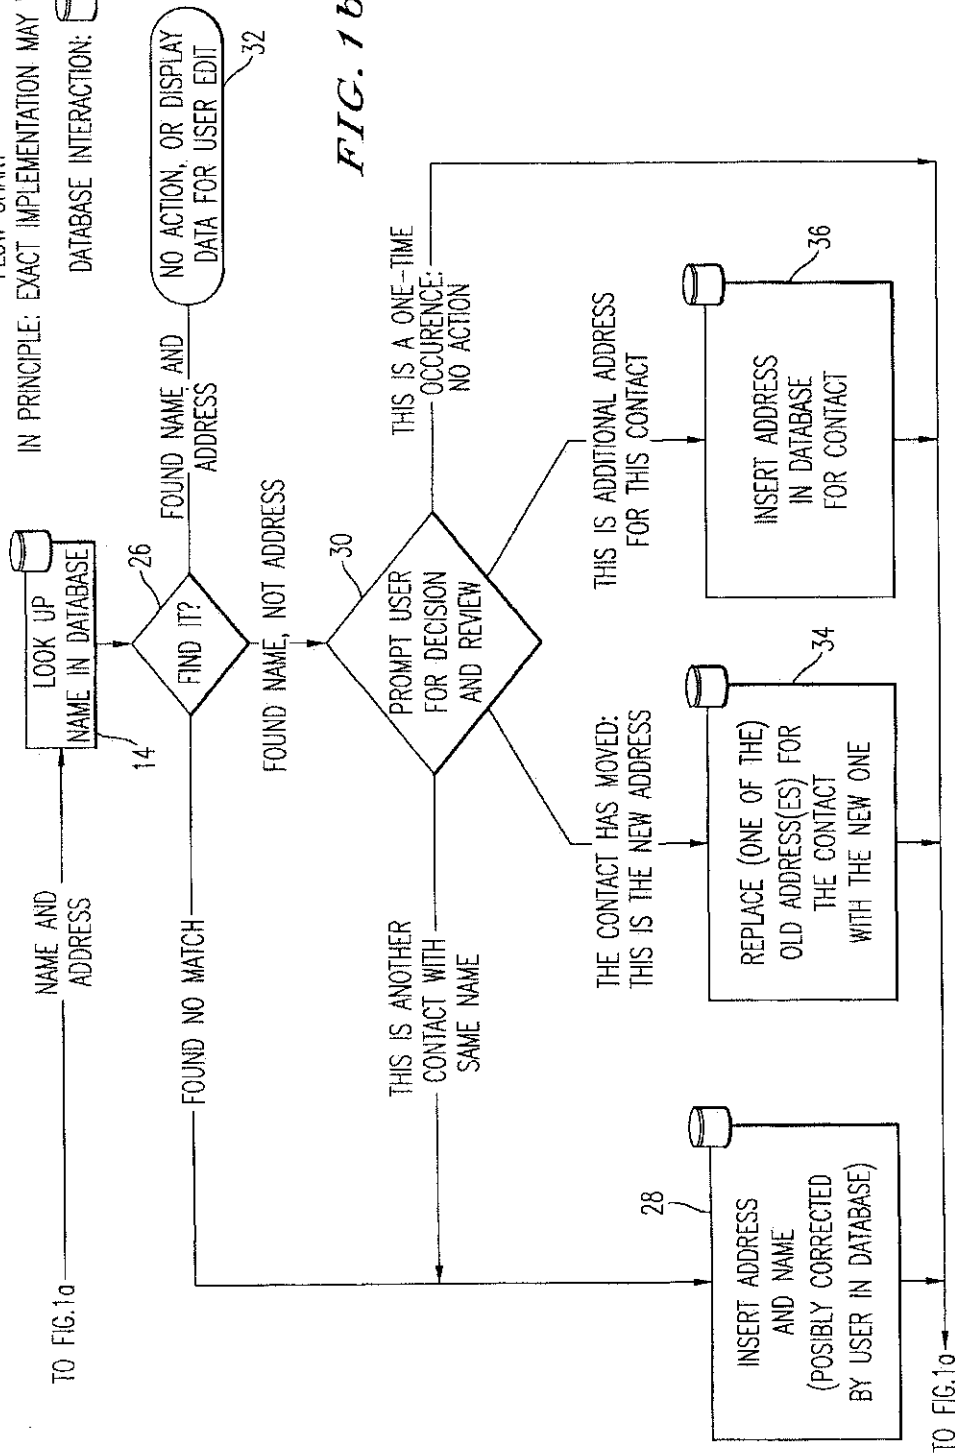 FLOW CHART
IN PRINCIPLE: EXACT IMPLEMENTATION MAY
DATABASE INTERACTION:
TO FIG.1a
NAME AND
ADDRESS
LOOK UP
NAME IN DATABASE
14
FIND IT?
26
FOUND NAME AND
ADDRESS
NO ACTION, OR DISPLAY
DATA FOR USER EDIT
32
FOUND NO MATCH
FOUND NAME, NOT ADDRESS
FIG. 1b
PROMPT USER
FOR DECISION
AND REVIEW
30
THIS IS ANOTHER
CONTACT WITH
SAME NAME
THIS IS A ONE-TIME
OCCURENCE:
NO ACTION
THE CONTACT HAS MOVED:
THIS IS THE NEW ADDRESS
THIS IS ADDITIONAL ADDRESS
FOR THIS CONTACT
28
INSERT ADDRESS
AND NAME
(POSIBLY CORRECTED
BY USER IN DATABASE)
REPLACE (ONE OF THE)
OLD ADDRESS(ES) FOR
THE CONTACT
WITH THE NEW ONE
34
INSERT ADDRESS
IN DATABASE
FOR CONTACT
36
TO FIG.1a